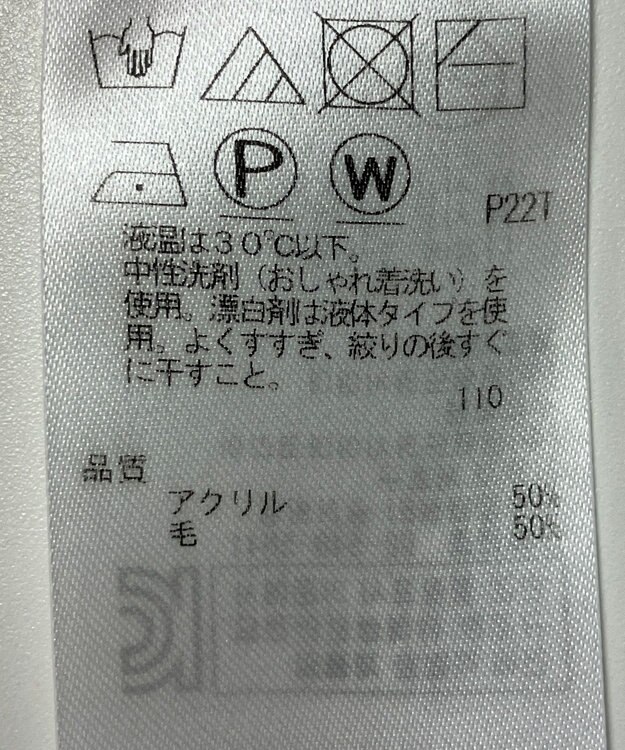 P W
P22T
液温は30℃以下。
中性洗剤（おしゃれ着洗い）を
使用。漂白剤は液体タイプを使
用。よくすすぎ、絞りの後すぐ
に干すこと。
110
品質
アクリル 50%
毛 50%